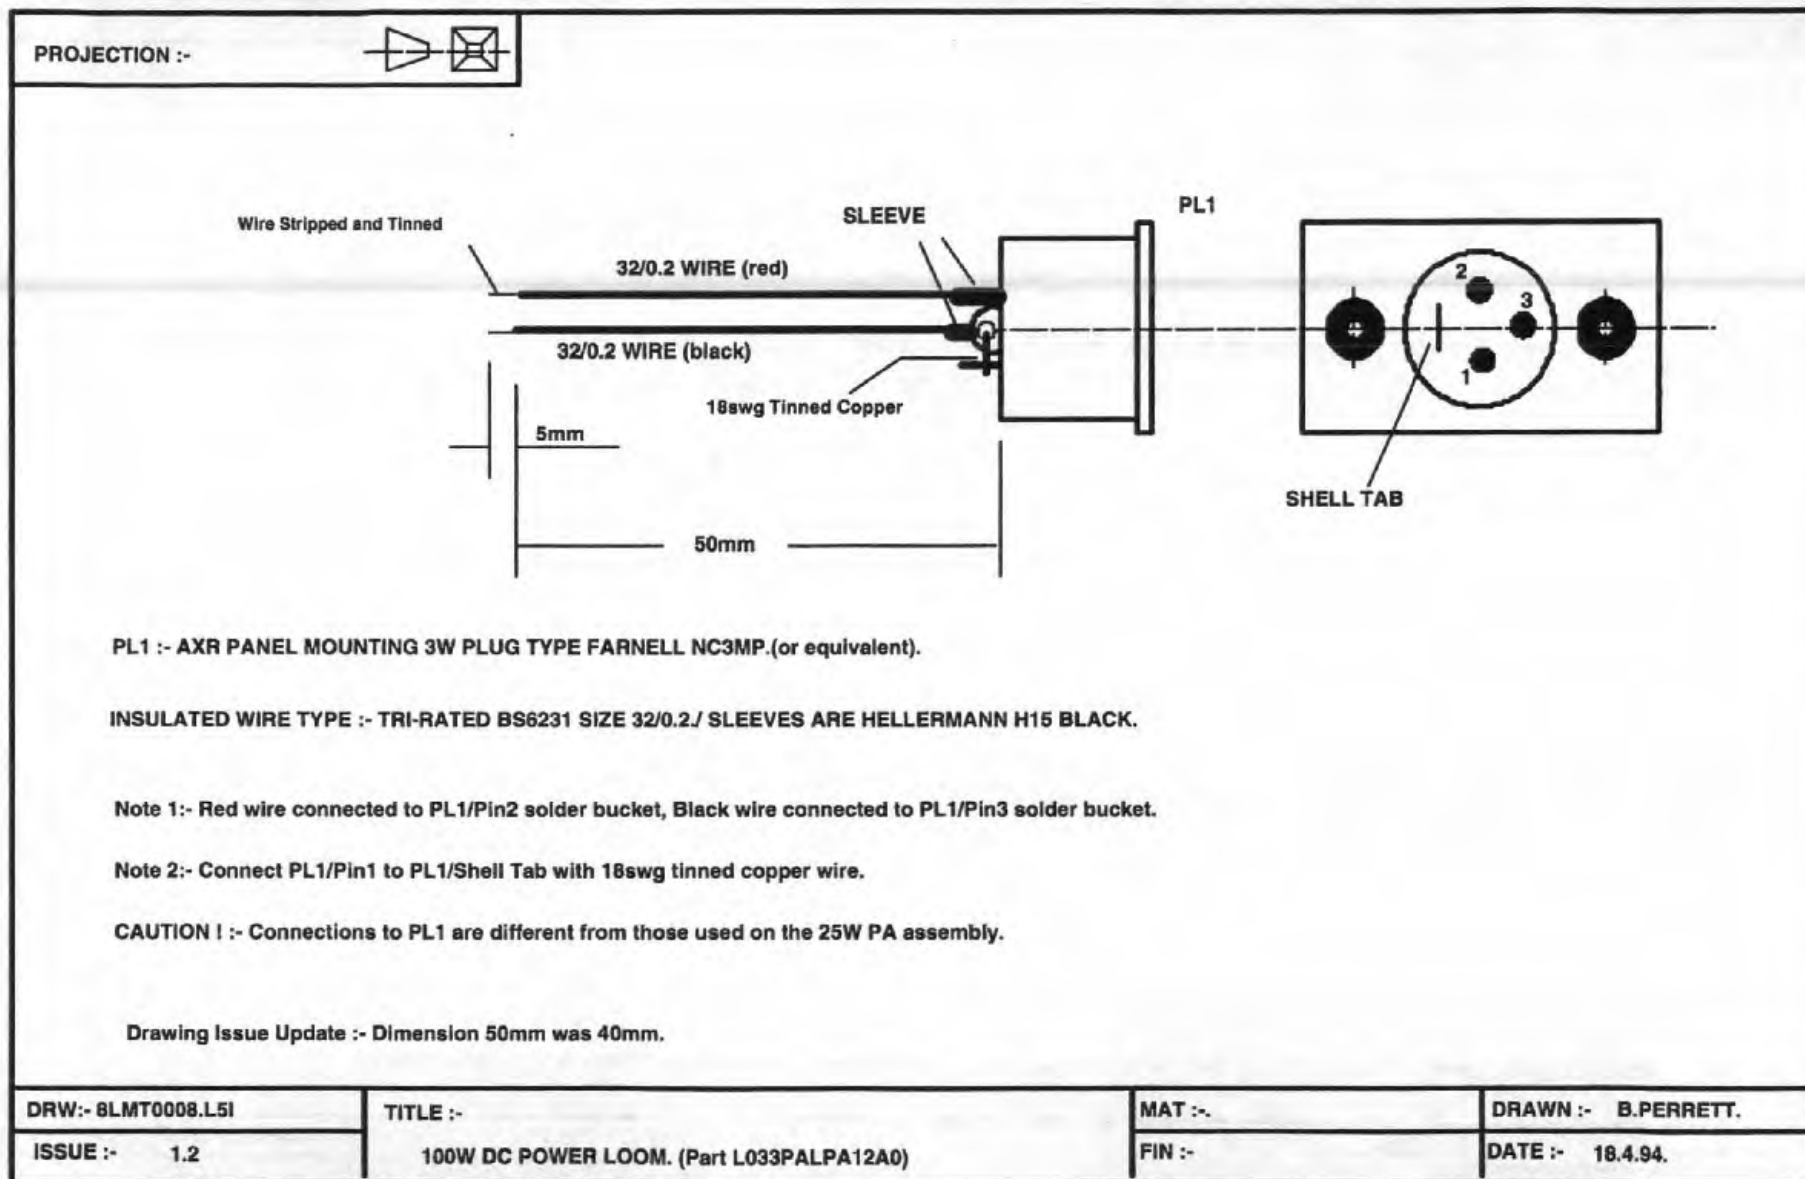 PROJECTION :-
Wire Stripped and Tinned
SLEEVE
PL1
32/0.2 WIRE (red)
32/0.2 WIRE (black)
18swg Tinned Copper
5mm
50mm
2
3
1
SHELL TAB
PL1 :- AXR PANEL MOUNTING 3W PLUG TYPE FARNELL NC3MP.(or equivalent).
INSULATED WIRE TYPE :- TRI-RATED BS6231 SIZE 32/0.2./ SLEEVES ARE HELLERMANN H15 BLACK.
Note 1:- Red wire connected to PL1/Pin2 solder bucket, Black wire connected to PL1/Pin3 solder bucket.
Note 2:- Connect PL1/Pin1 to PL1/Shell Tab with 18swg tinned copper wire.
CAUTION ! :- Connections to PL1 are different from those used on the 25W PA assembly.
Drawing Issue Update :- Dimension 50mm was 40mm.
DRW:- 8LMT0008.L5I
ISSUE :- 1.2
TITLE :-
100W DC POWER LOOM. (Part L033PALPA12A0)
MAT :-.
FIN :-
DRAWN :- B.PERRETT.
DATE :- 18.4.94.